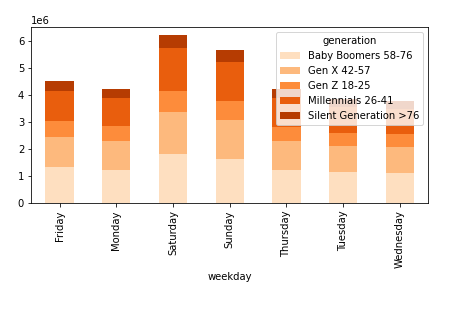 1e6
6
5
4
3
2
1
0
generation
Baby Boomers 58-76
Gen X 42-57
Gen Z 18-25
Millennials 26-41
Silent Generation >76
Friday
Monday
Saturday
Sunday
Thursday
Tuesday
Wednesday
weekday